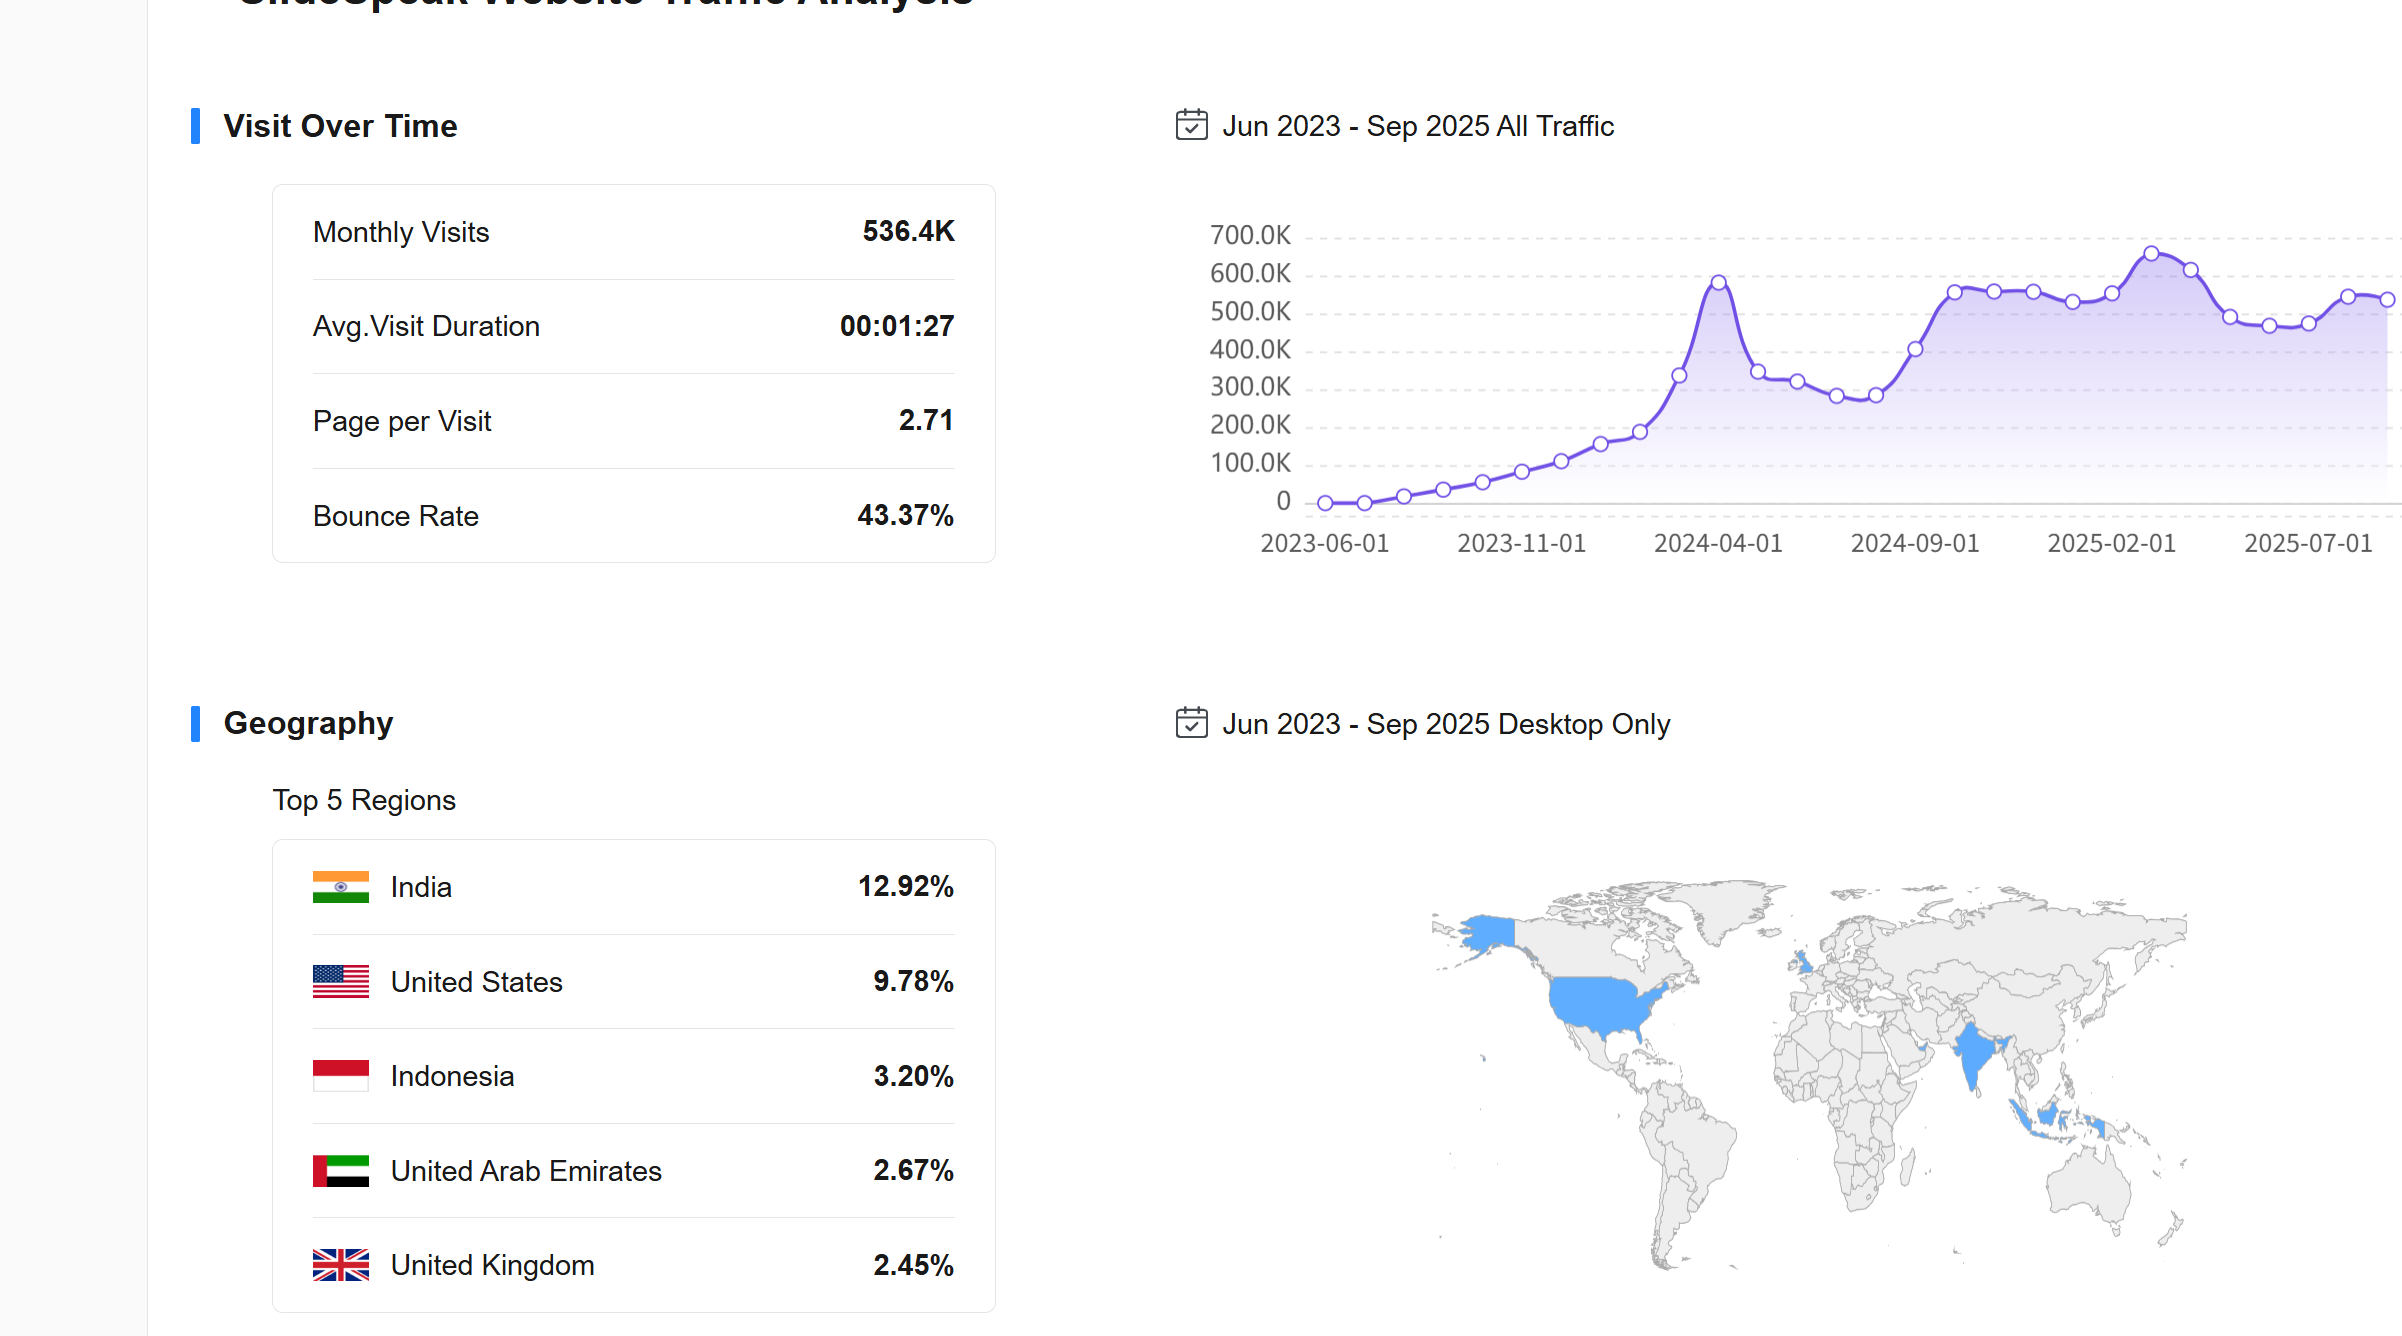 SlideSpeak Website Traffic Analysis
Visit Over Time
Jun 2023 - Sep 2025 All Traffic
Monthly Visits 536.4K
Avg.Visit Duration 00:01:27
Page per Visit 2.71
Bounce Rate 43.37%
700.0K
600.0K
500.0K
400.0K
300.0K
200.0K
100.0K
0
2023-06-01 2023-11-01 2024-04-01 2024-09-01 2025-02-01 2025-07-01
Geography
Jun 2023 - Sep 2025 Desktop Only
Top 5 Regions
India 12.92%
United States 9.78%
Indonesia 3.20%
United Arab Emirates 2.67%
United Kingdom 2.45%